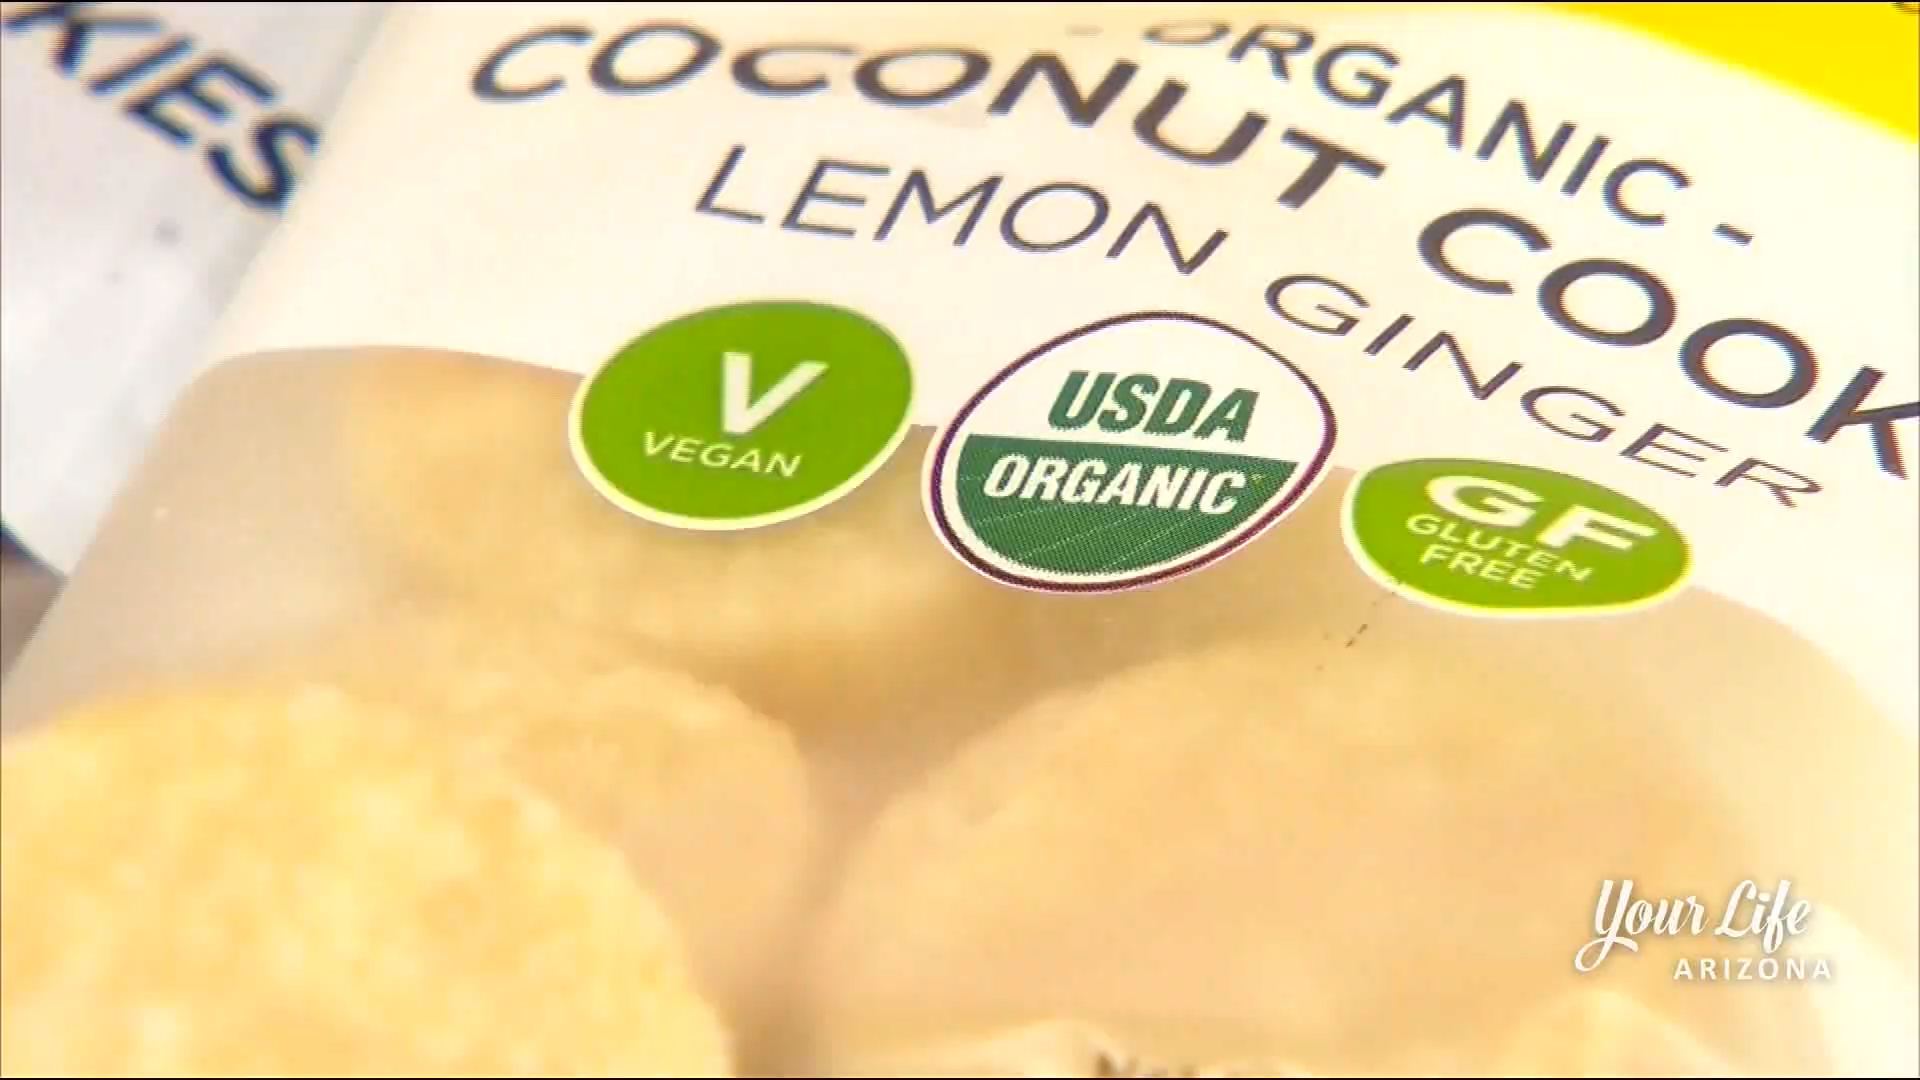 KIES
- ORGANIC -
COCONUT COOK
LEMON GINGER
V
VEGAN
USDA
ORGANIC
GF
GLUTEN
FREE
Your Life
ARIZONA